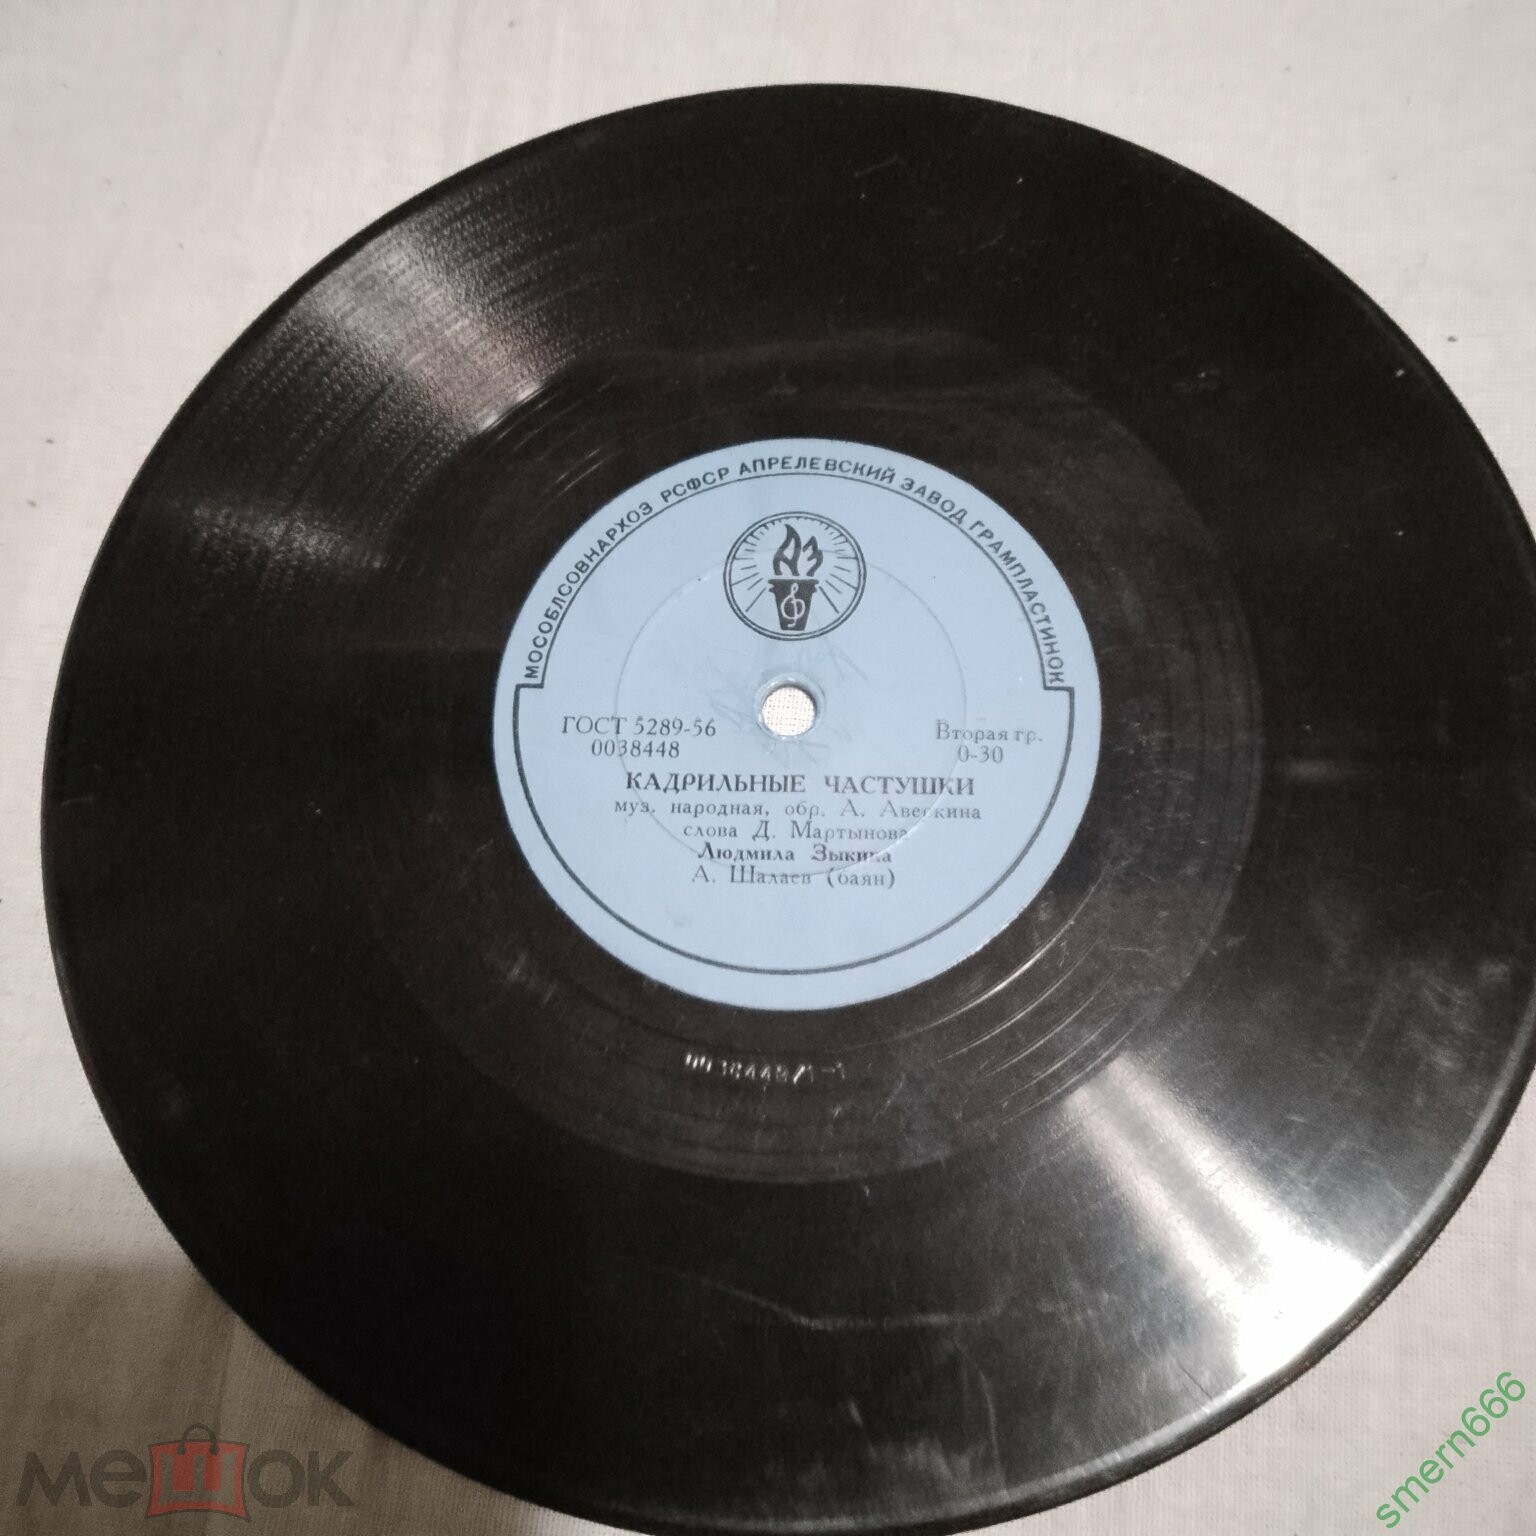 МОСОБЛСОВНАРХОЗ РСФСР АПРЕЛЕВСКИЙ ЗАВОД ГРАМПЛАСТИНОК
АЗ
ГОСТ 5289-56
0038448
Вторая гр.
0-30
КАДРИЛЬНЫЕ ЧАСТУШКИ
муз. народная, обр. А. Аверкина
слова Д. Мартынова
Людмила Зыкина
А. Шалаев (баян)
мешок
smern666